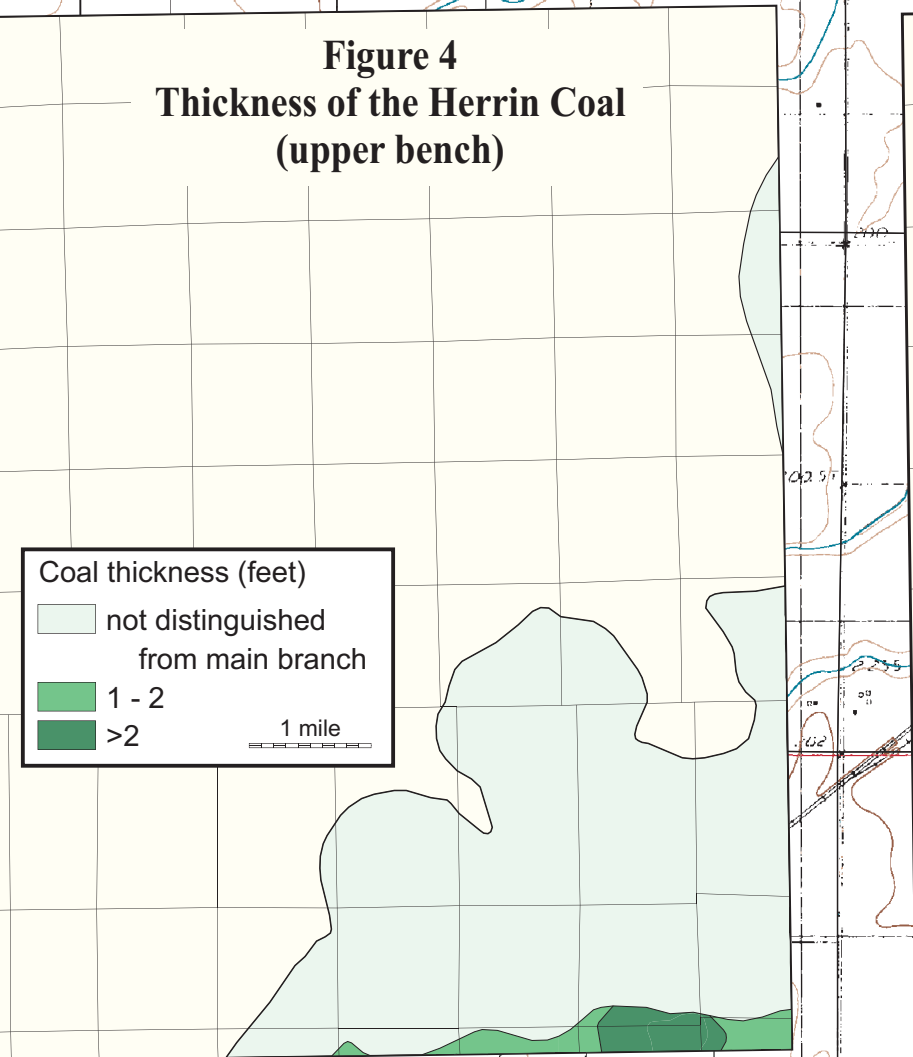 Figure 4
Thickness of the Herrin Coal
(upper bench)
Coal thickness (feet)
not distinguished
from main branch
1 - 2
>2
1 mile